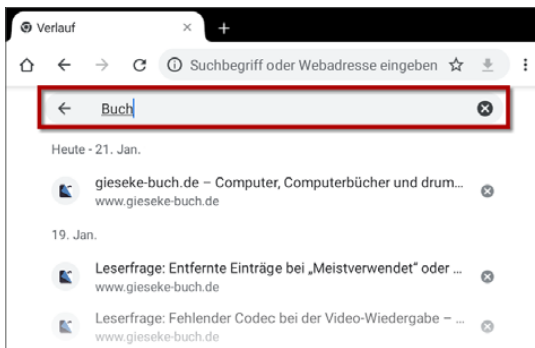 Verlauf
Suchbegriff oder Webadresse eingeben
Buch
Heute - 21. Jan.
gieseke-buch.de – Computer, Computerbücher und drum...
www.gieseke-buch.de
19. Jan.
Leserfrage: Entfernte Einträge bei „Meistverwendet“ oder ...
www.gieseke-buch.de
Leserfrage: Fehlender Codec bei der Video-Wiedergabe – ...
www.gieseke-buch.de